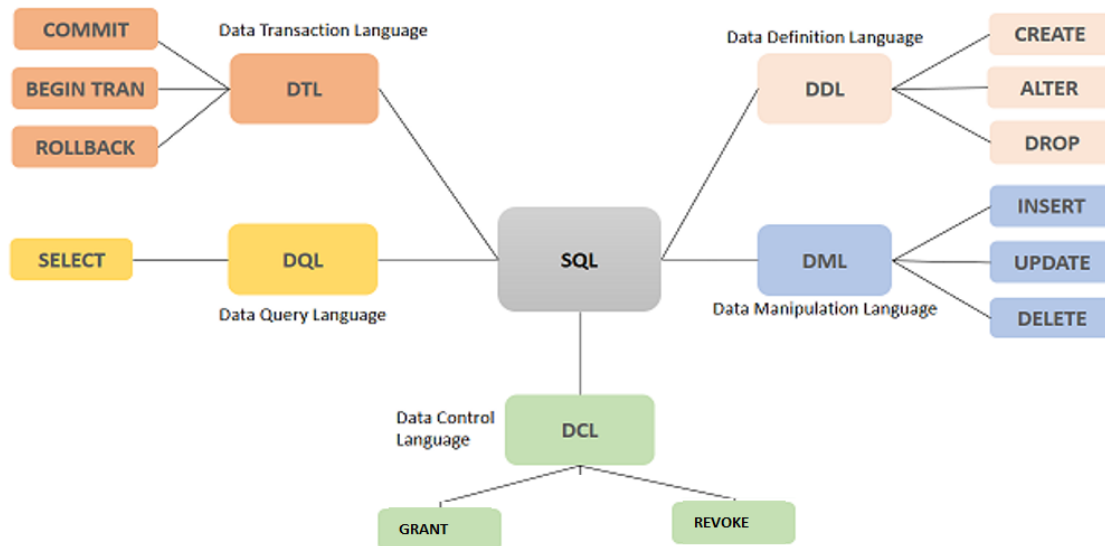 COMMIT
BEGIN TRAN
ROLLBACK
Data Transaction Language
DTL
Data Definition Language
DDL
CREATE
ALTER
DROP
SELECT
DQL
Data Query Language
SQL
DML
Data Manipulation Language
INSERT
UPDATE
DELETE
Data Control
Language
DCL
GRANT
REVOKE